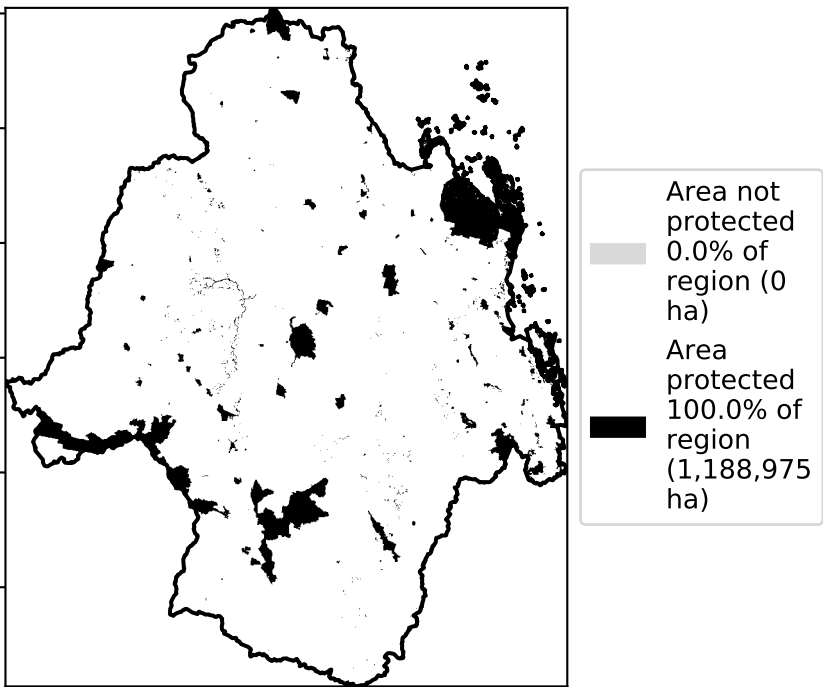 Area not
protected
0.0% of
region (0
ha)
Area
protected
100.0% of
region
(1,188,975
ha)